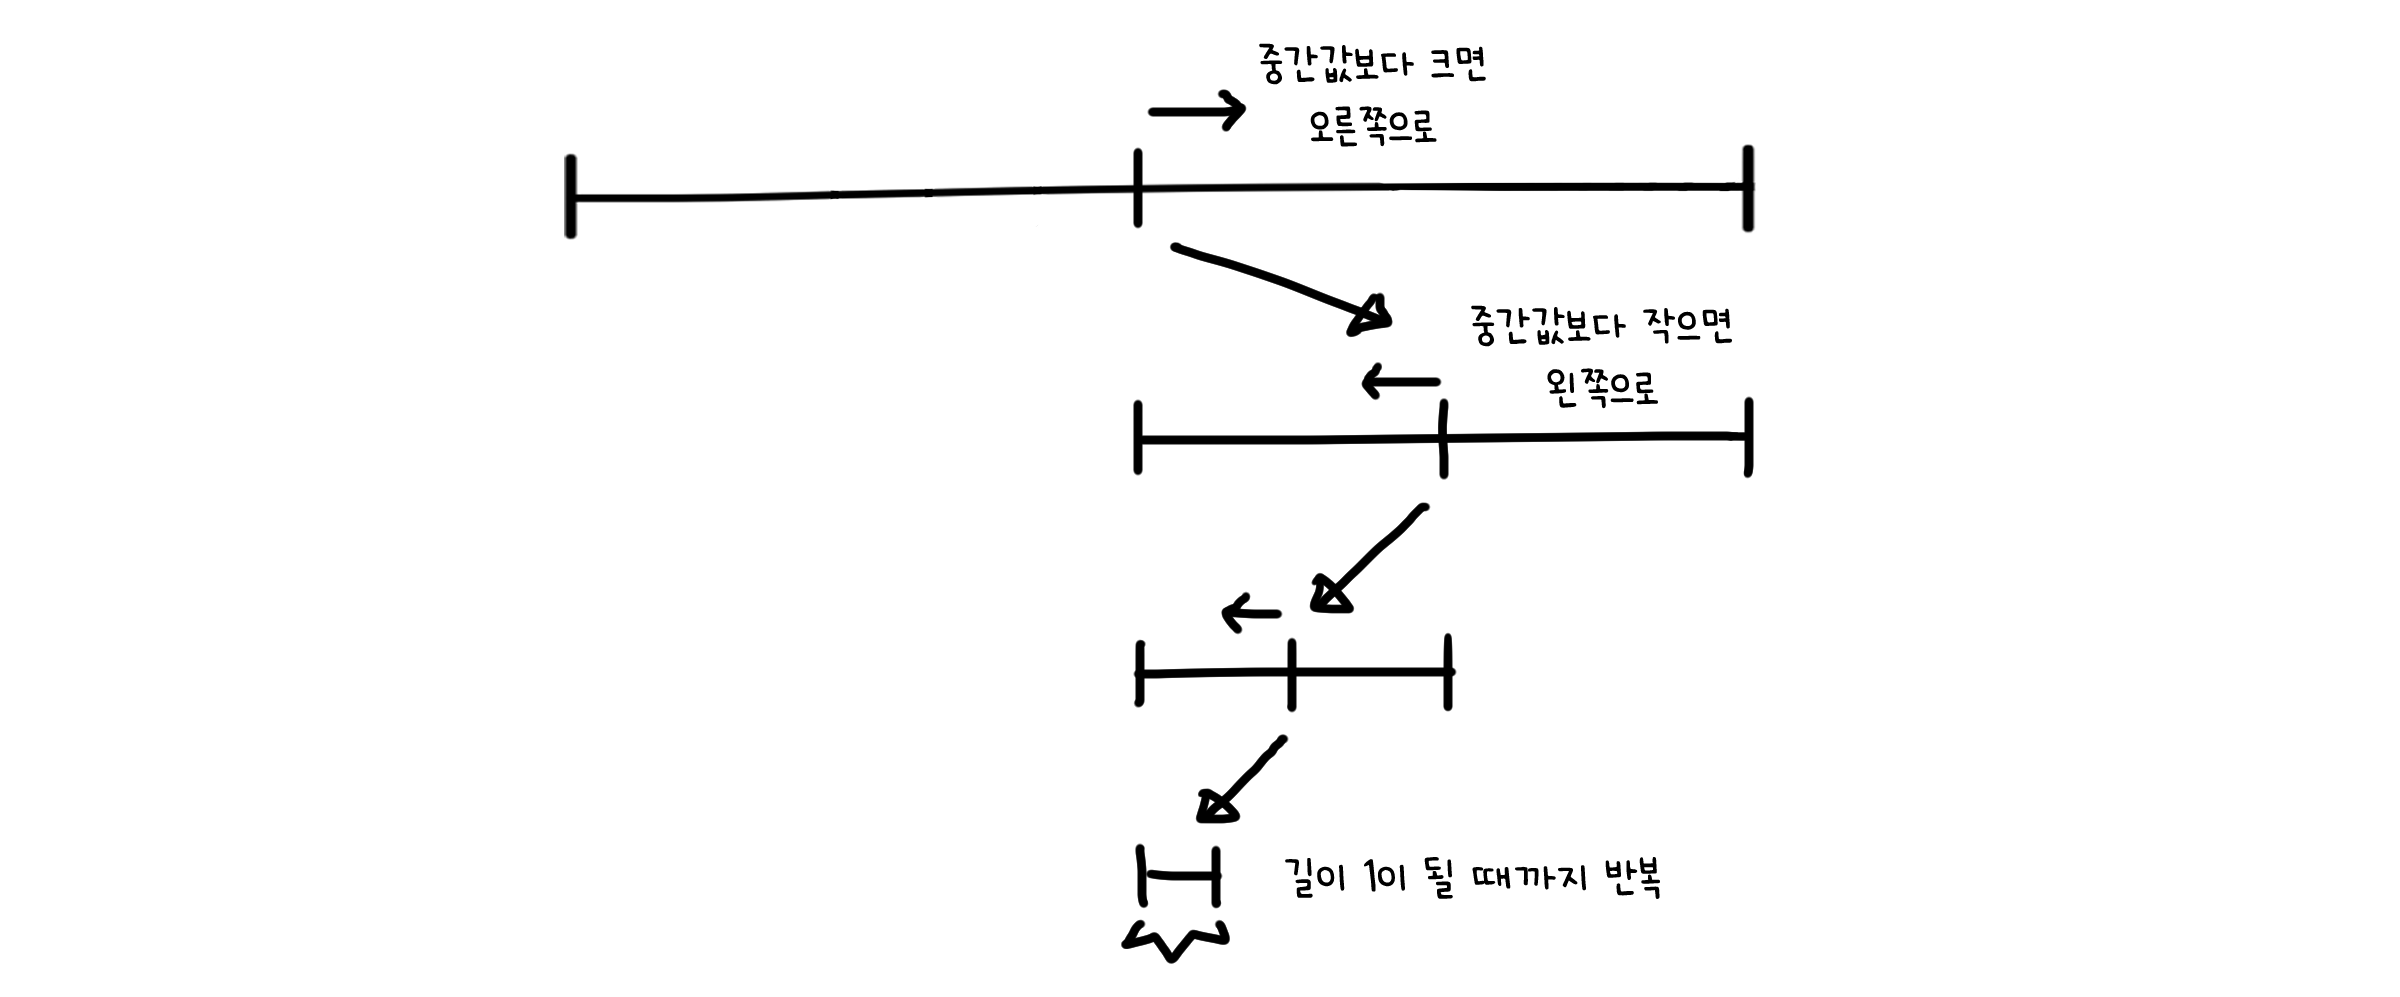 중간값보다 크면
오른쪽으로
중간값보다 작으면
왼쪽으로
길이 1이 될 때까지 반복